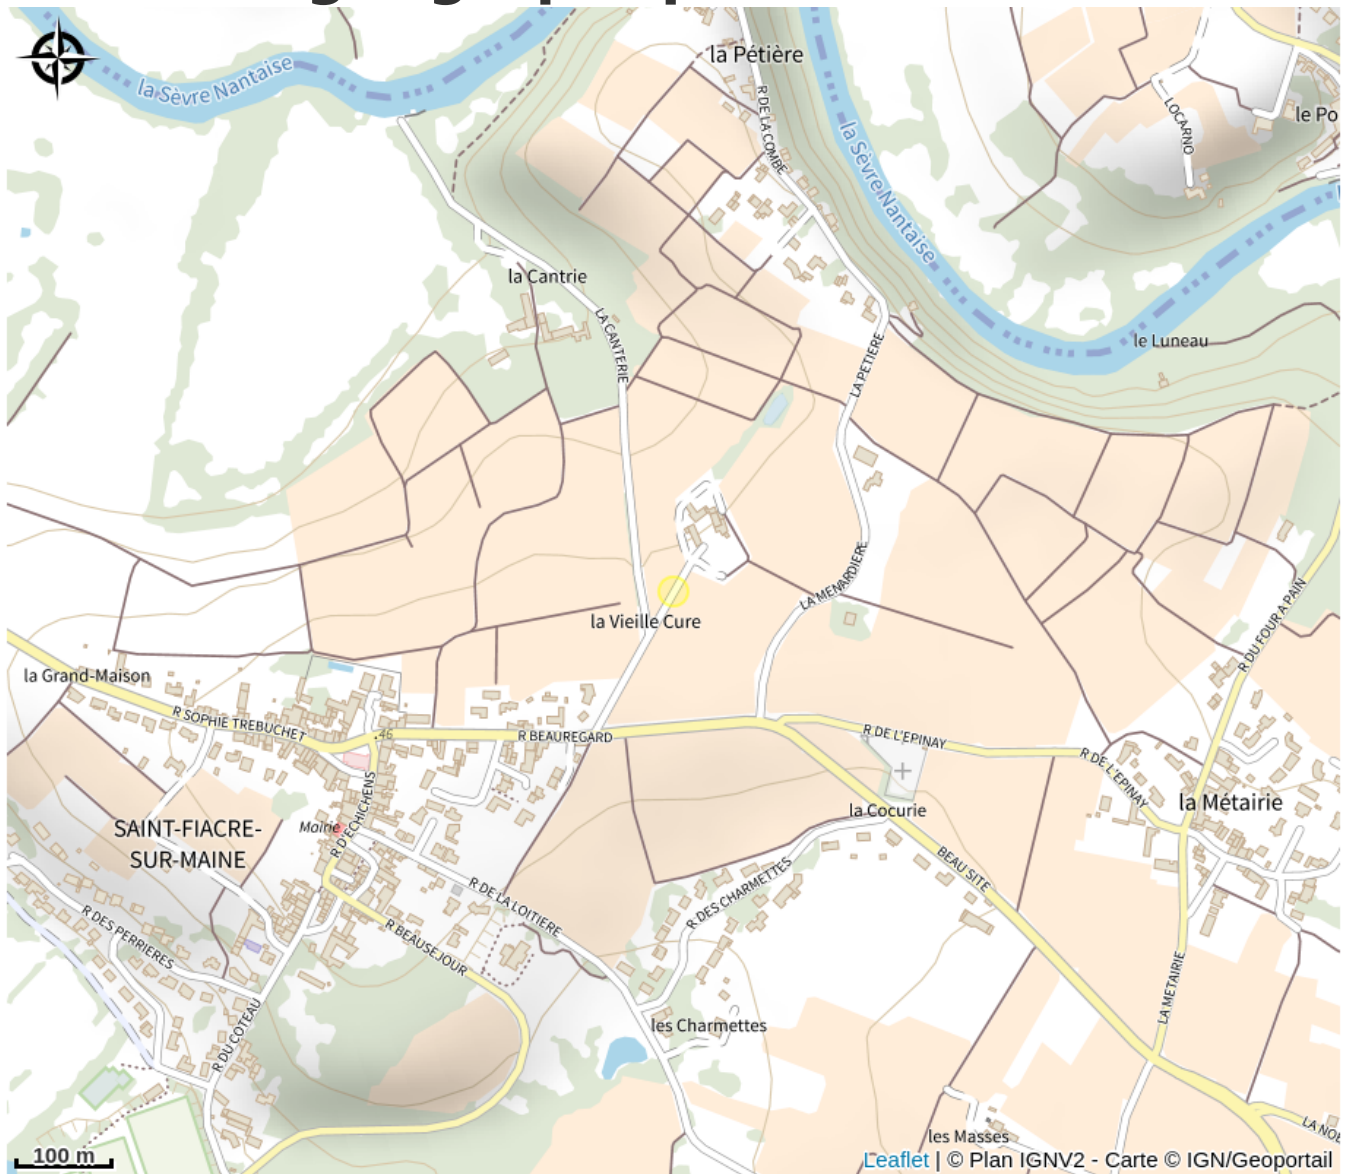 la Pétière
la Sèvre Nantaise
R DE LA COMBE
LOCARNO
le Po
la Sèvre Nantaise
la Cantrie
LA CANTERIE
LA PETIERE
le Luneau
LA MENARDIERE
R DU FOUR A PAIN
la Vieille Cure
la Grand-Maison
R SOPHIE TREBUCHET
46
R BEAUREGARD
R DE L'EPINAY
R DE L'EPINAY
la Métairie
la Cocurie
R D'ECHICHENS
Mairie
SAINT-FIACRE-
SUR-MAINE
BEAU SITE
R DES CHARMETTES
R DE LA LOITIERE
R DES PERRIERES
R BEAUSEJOUR
LA METAIRIE
R DU COTEAU
les Charmettes
LA NOE
les Masses
100 m
Leaflet | © Plan IGNV2 - Carte © IGN/Geoportail